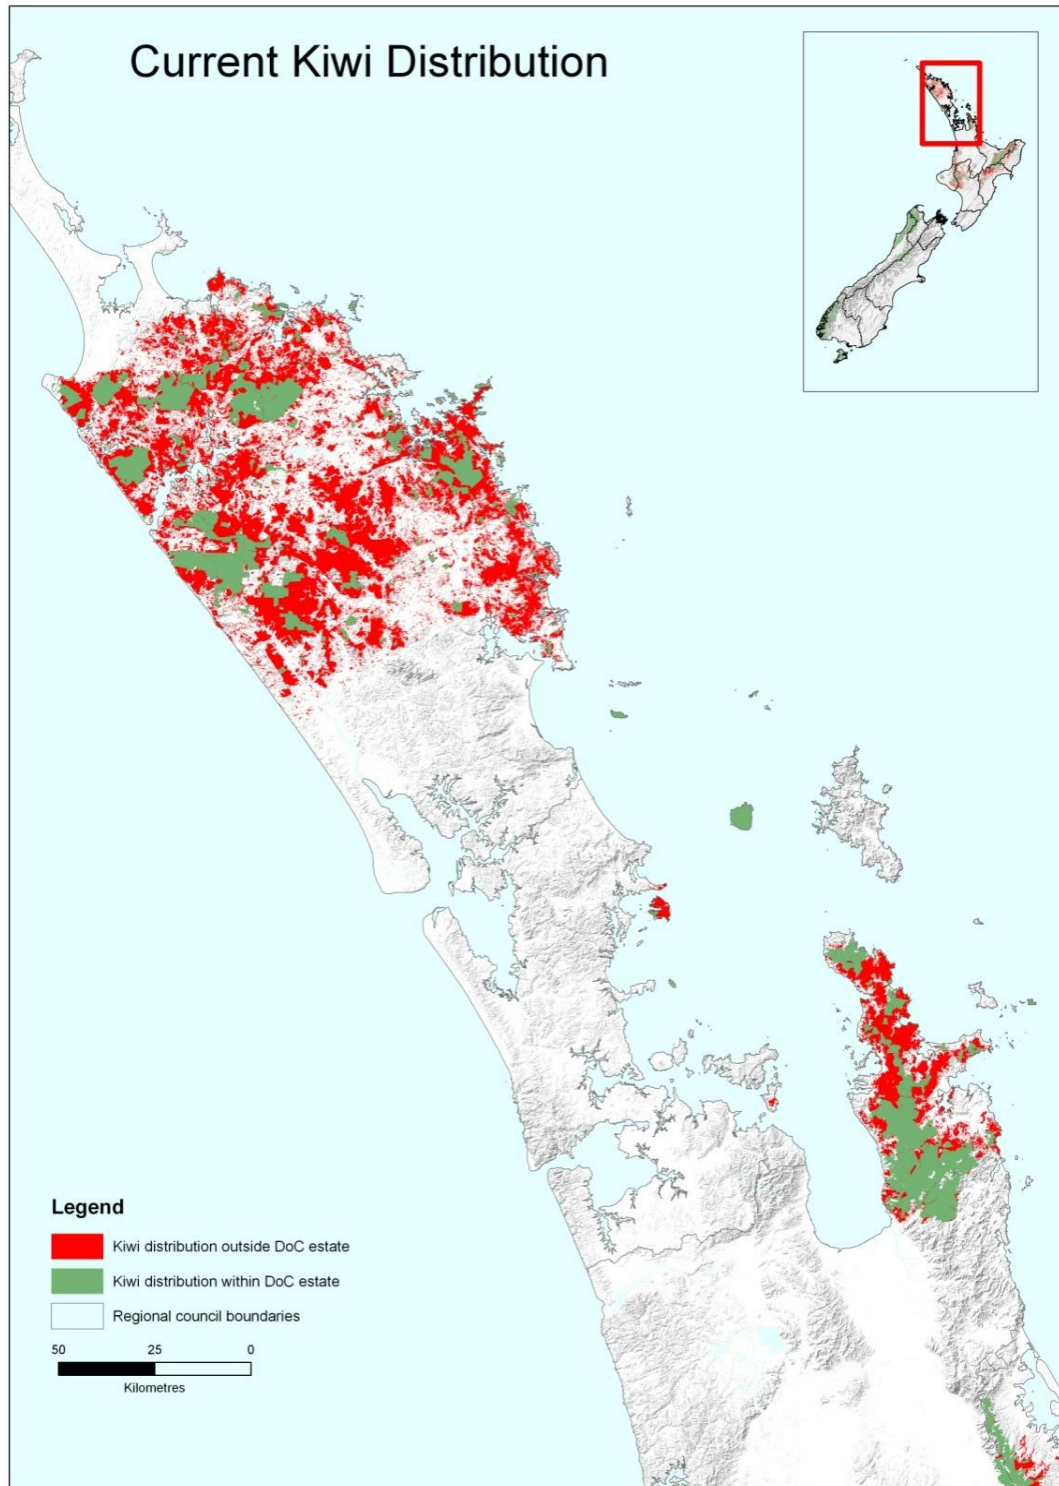 Current Kiwi Distribution
Legend
Kiwi distribution outside DoC estate
Kiwi distribution within DoC estate
Regional council boundaries
50 25 0
Kilometres